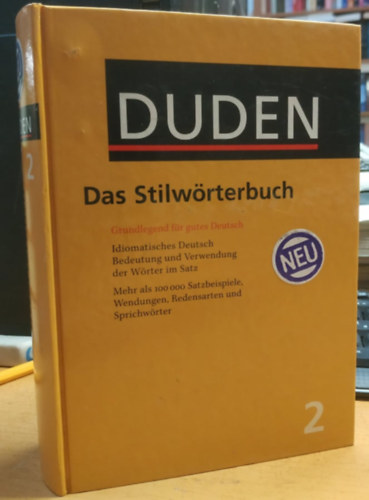 DUDEN
Das Stilwörterbuch
Grundlegend für gutes Deutsch
Idiomatisches Deutsch
Bedeutung und Verwendung
der Wörter im Satz
Mehr als 100 000 Satzbeispiele,
Wendungen, Redensarten und
Sprichwörter
NEU
2
DUDEN
2